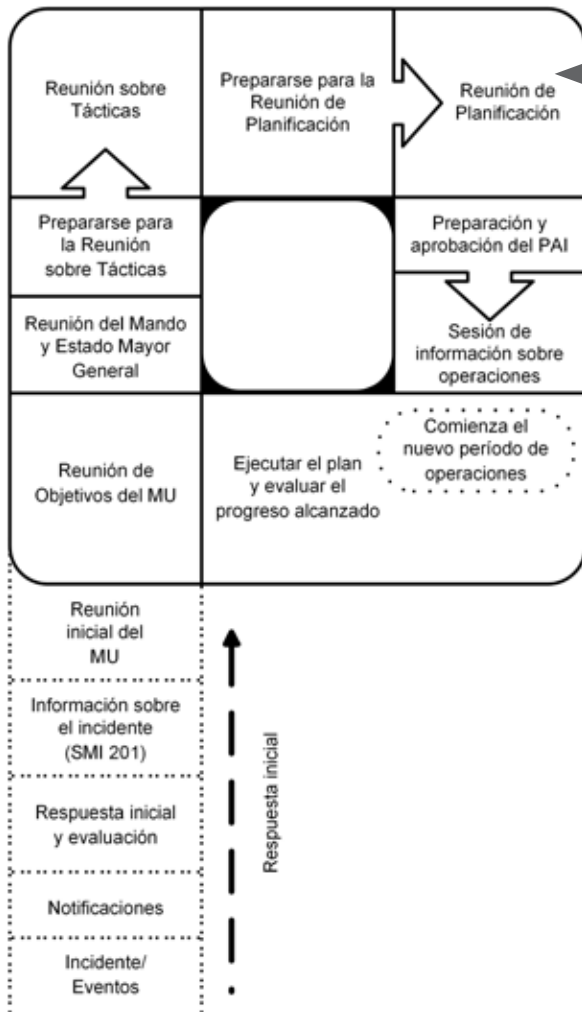 Reunión sobre
Tácticas
Prepararse para la
Reunión de
Planificación
Reunión de
Planificación
Prepararse para
la Reunión
sobre Tácticas
Preparación y
aprobación del PAI
Reunión del Mando
y Estado Mayor
General
Sesión de
información sobre
operaciones
Reunión de
Objetivos del MU
Ejecutar el plan
y evaluar el
progreso alcanzado
Comienza el
nuevo período de
operaciones
Reunión
inicial del
MU
Información sobre
el incidente
(SMI 201)
Respuesta inicial
y evaluación
Notificaciones
Incidente/
Eventos
Respuesta inicial